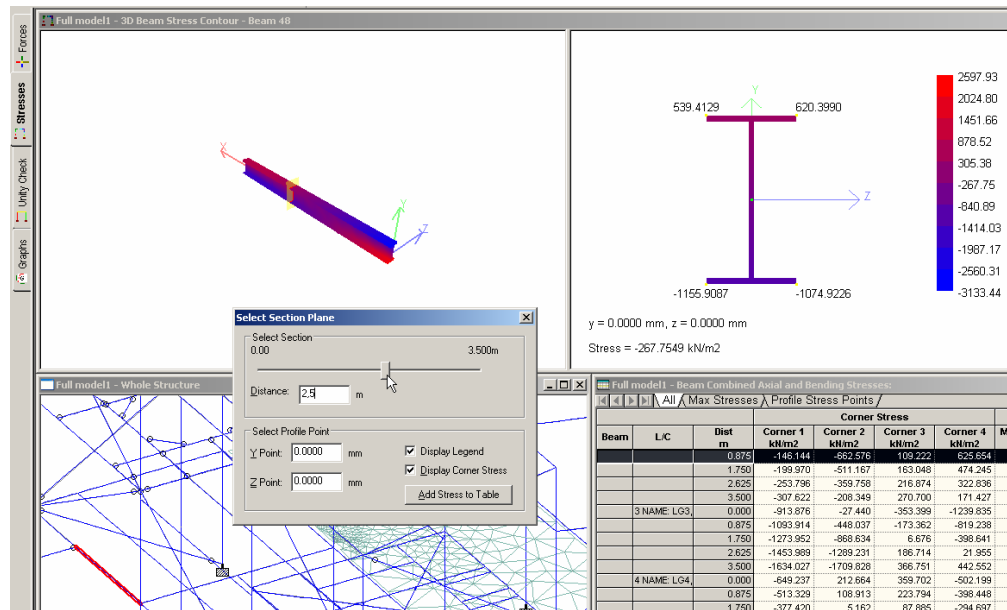 Full model1 - 3D Beam Stress Contour - Beam 48
Forces
Stresses
Unity Check
Graphs
X
Y
Z
539.4129
620.3990
Y
Z
-1155.9087
-1074.9226
y = 0.0000 mm, z = 0.0000 mm
Stress = -267.7549 kN/m2
2597.93
2024.80
1451.66
878.52
305.38
-267.75
-840.89
-1414.03
-1987.17
-2560.31
-3133.44
Select Section Plane
Select Section
0.00 3.500m
Distance: 2,5 m
Select Profile Point
Y Point: 0.0000 mm
Z Point: 0.0000 mm
Display Legend
Display Corner Stress
Add Stress to Table
Full model1 - Whole Structure
Full model1 - Beam Combined Axial and Bending Stresses:
All Max Stresses Profile Stress Points
Corner Stress
Beam L/C Dist m Corner 1 kN/m2 Corner 2 kN/m2 Corner 3 kN/m2 Corner 4 kN/m2 M
0.875 -146.144 -662.576 109.222 625.654
1.750 -199.970 -511.167 163.048 474.245
2.625 -253.796 -359.758 216.874 322.836
3.500 -307.622 -208.349 270.700 171.427
3 NAME: LG3, 0.000 -913.876 -27.440 -353.399 -1239.835
0.875 -1093.914 -448.037 -173.362 -819.238
1.750 -1273.952 -868.634 6.676 -398.641
2.625 -1453.989 -1289.231 186.714 21.955
3.500 -1634.027 -1709.828 366.751 442.552
4 NAME: LG4, 0.000 -649.237 212.664 359.702 -502.199
0.875 -513.329 108.913 223.794 -398.448
1.750 -377.420 5.162 87.885 -294.697